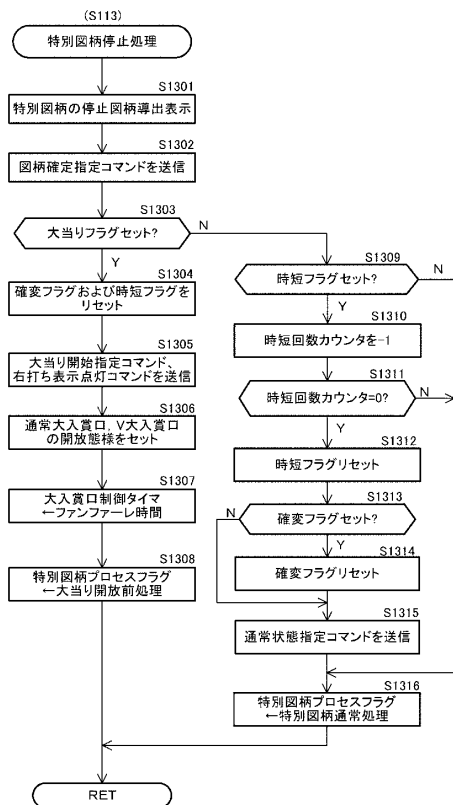 (S113)
特別図柄停止処理
S1301
特別図柄の停止図柄導出表示
S1302
図柄確定指定コマンドを送信
S1303
大当りフラグセット?
N
Y
S1304
確変フラグおよび時短フラグを
リセット
S1305
大当り開始指定コマンド、
右打ち表示点灯コマンドを送信
S1306
通常大入賞口，V大入賞口
の開放態様をセット
S1307
大入賞口制御タイマ
←ファンファーレ時間
S1308
特別図柄プロセスフラグ
←大当り開放前処理
S1309
時短フラグセット?
N
Y
S1310
時短回数カウンタを-1
S1311
時短回数カウンタ=0?
N
Y
S1312
時短フラグリセット
S1313
確変フラグセット?
N
Y
S1314
確変フラグリセット
S1315
通常状態指定コマンドを送信
S1316
特別図柄プロセスフラグ
←特別図柄通常処理
RET